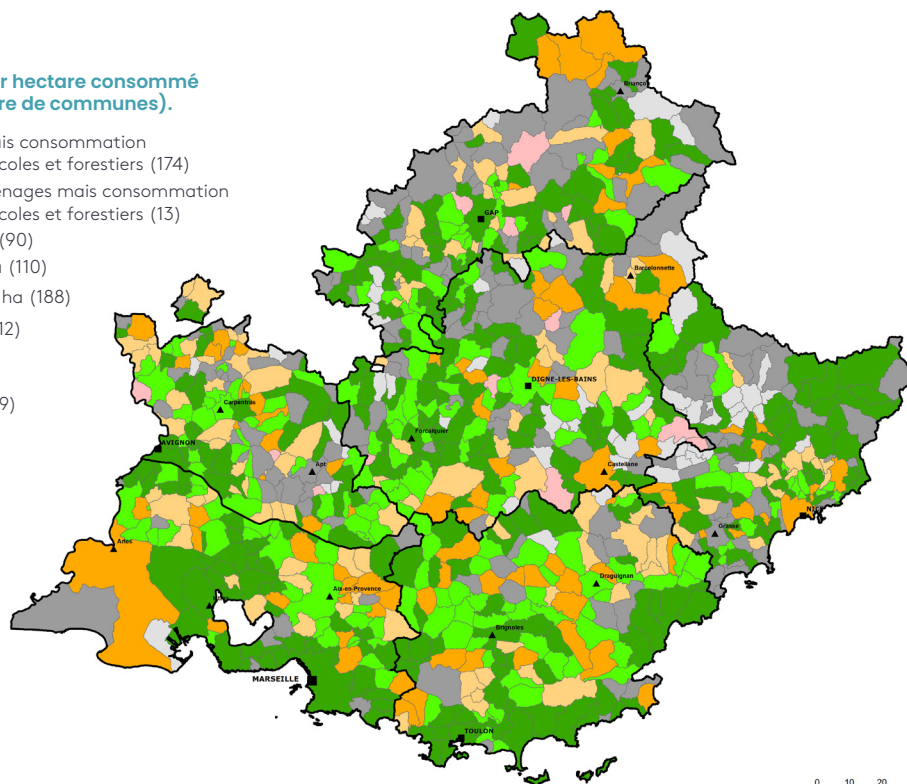 r hectare consommé
re de communes).
ais consommation
coles et forestiers (174)
énages mais consommation
coles et forestiers (13)
(90)
(110)
ha (188)
12)
9)
Briançon
GAP
Barcelonnette
DIGNE-LES-BAINS
Carpentras
Forcalquier
AVIGNON
Apt
Castellane
NICE
Grasse
Arles
Draguignan
Aix-en-Provence
Brignoles
MARSEILLE
TOULON
0 10 20